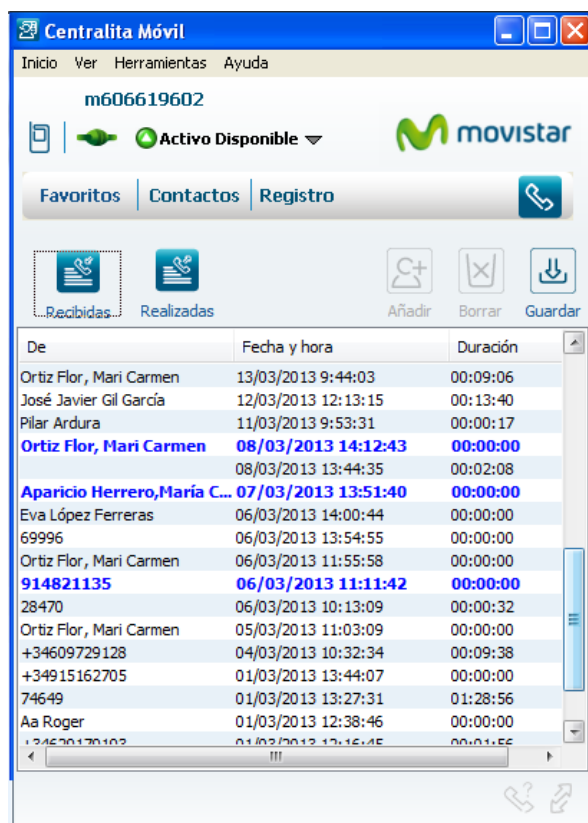 Centralita Móvil
Inicio Ver Herramientas Ayuda
m606619602
Activo Disponible
movistar
Favoritos Contactos Registro
Recibidas Realizadas Añadir Borrar Guardar
De Fecha y hora Duración
Ortiz Flor, Mari Carmen 13/03/2013 9:44:03 00:09:06
José Javier Gil García 12/03/2013 12:13:15 00:13:40
Pilar Ardura 11/03/2013 9:53:31 00:00:17
Ortiz Flor, Mari Carmen 08/03/2013 14:12:43 00:00:00
08/03/2013 13:44:35 00:02:08
Aparicio Herrero,María C... 07/03/2013 13:51:40 00:00:00
Eva López Ferreras 06/03/2013 14:00:44 00:00:00
69996 06/03/2013 13:54:55 00:00:00
Ortiz Flor, Mari Carmen 06/03/2013 11:55:58 00:00:00
914821135 06/03/2013 11:11:42 00:00:00
28470 06/03/2013 10:13:09 00:00:32
Ortiz Flor, Mari Carmen 05/03/2013 11:03:09 00:00:00
+34609729128 04/03/2013 10:32:34 00:09:38
+34915162705 01/03/2013 13:44:07 00:00:00
74649 01/03/2013 13:27:31 01:28:56
Aa Roger 01/03/2013 12:38:46 00:00:00
01/03/2013 12:16:45 00:01:56